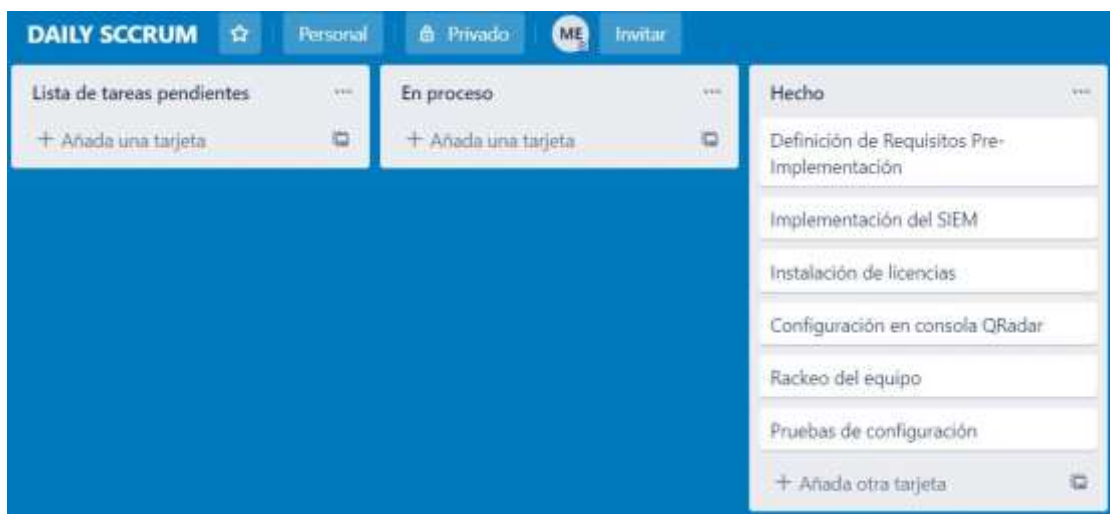 DAILY SCCRUM Personal Privado ME Invitar
Lista de tareas pendientes
+ Añada una tarjeta
En proceso
+ Añada una tarjeta
Hecho
Definición de Requisitos Pre-
Implementación
Implementación del SIEM
Instalación de licencias
Configuración en consola QRadar
Rackeo del equipo
Pruebas de configuración
+ Añada otra tarjeta